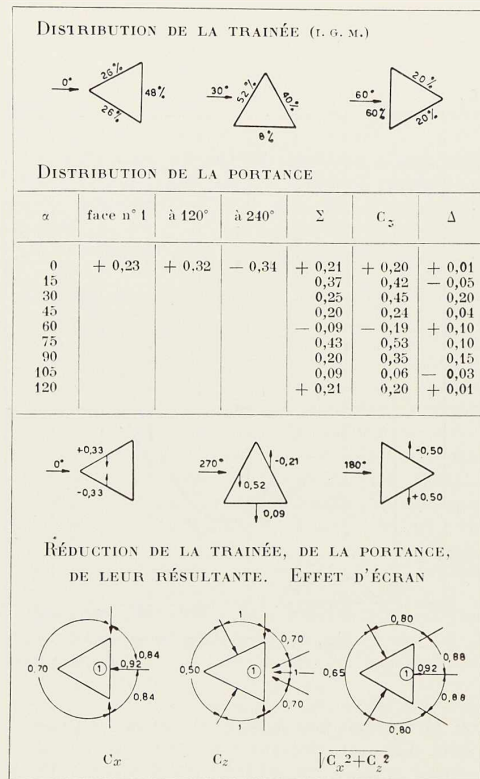 DISTRIBUTION DE LA TRAINÉE (I. G. M.)
0° 26% 26% 48%
30° 52% 40% 8%
60° 60% 20% 20%
DISTRIBUTION DE LA PORTANCE
α face n° 1 à 120° à 240° Σ C z Δ
0 + 0,23 + 0.32 — 0,34 + 0,21 + 0,20 + 0,01
15 0,37 0,42 — 0,05
30 0,25 0,45 0,20
45 0,20 0,24 0,04
60 — 0,09 — 0,19 + 0,10
75 0,43 0,53 0,10
90 0,20 0,35 0,15
105 0,09 0,06 — 0,03
120 + 0,21 0,20 + 0,01
0° +0,33 -0,33
270° -0,21 0,52 0,09
180° -0,50 +0.50
RÉDUCTION DE LA TRAINÉE, DE LA PORTANCE,
DE LEUR RÉSULTANTE. EFFET D'ÉCRAN
0,70 1 0,84 0,92 0,84
0,50 1 1 0,70 1 0,70 1
0,65 0,80 1 0,88 0,92 0,88 0,80
Cx
Cz
√Cx²+Cz²